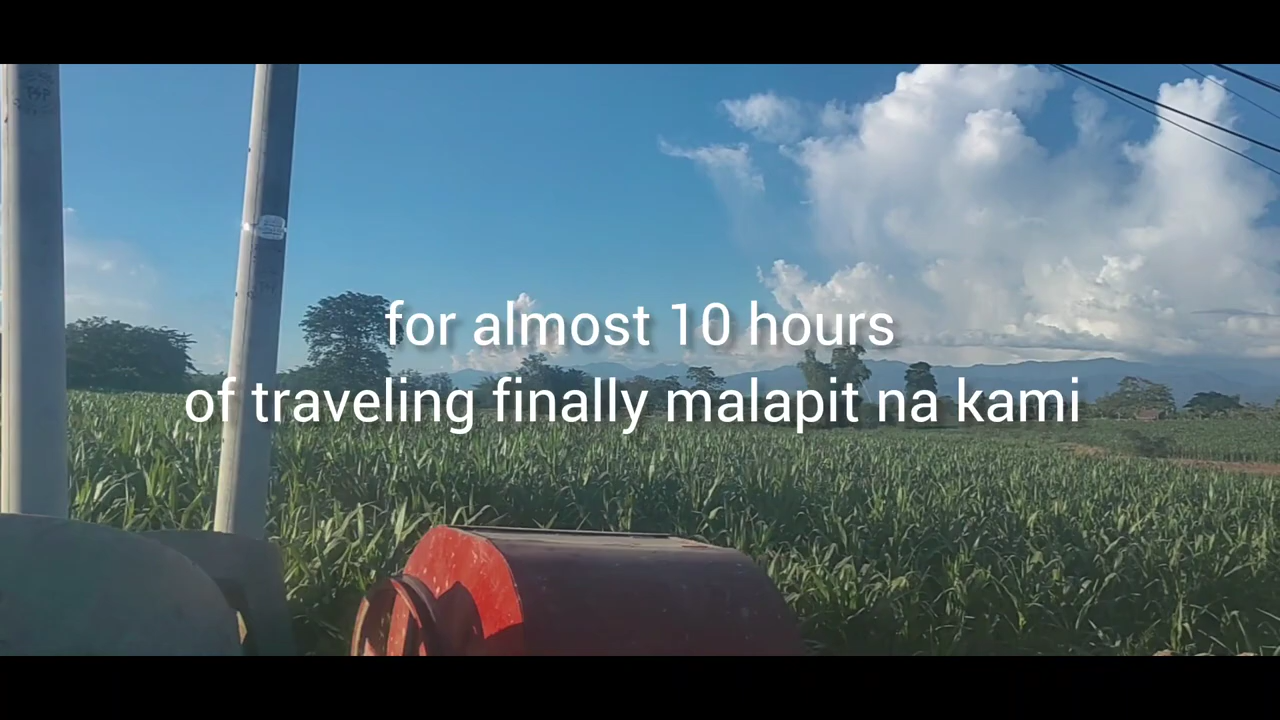 for almost 10 hours
of traveling finally malapit na kami